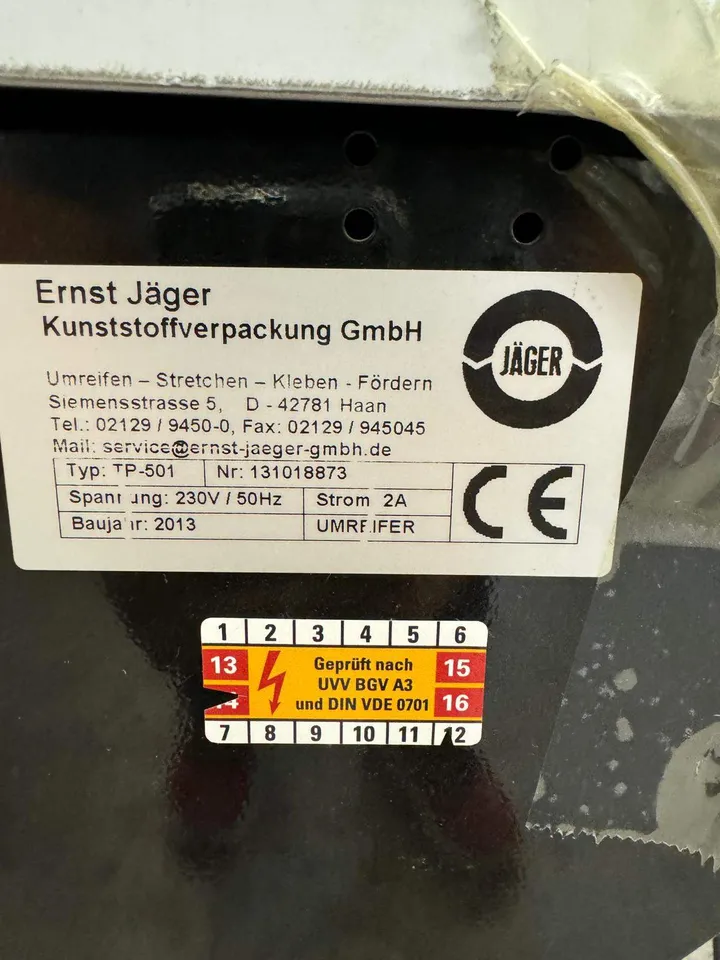 Ernst Jäger
Kunststoffverpackung GmbH
JÄGER
Umreifen – Stretchen – Kleben - Fördern
Siemensstrasse 5, D - 42781 Haan
Tel.: 02129 / 9450-0, Fax: 02129 / 945045
Mail: service@ernst-jaeger-gmbh.de
Typ: TP-501 Nr: 131018873
Spannung: 230V / 50Hz Strom 2A
Baujahr: 2013 UMREIFER
CE
1 2 3 4 5 6
13 Geprüft nach 15
UVV BGV A3
14 und DIN VDE 0701 16
7 8 9 10 11 12